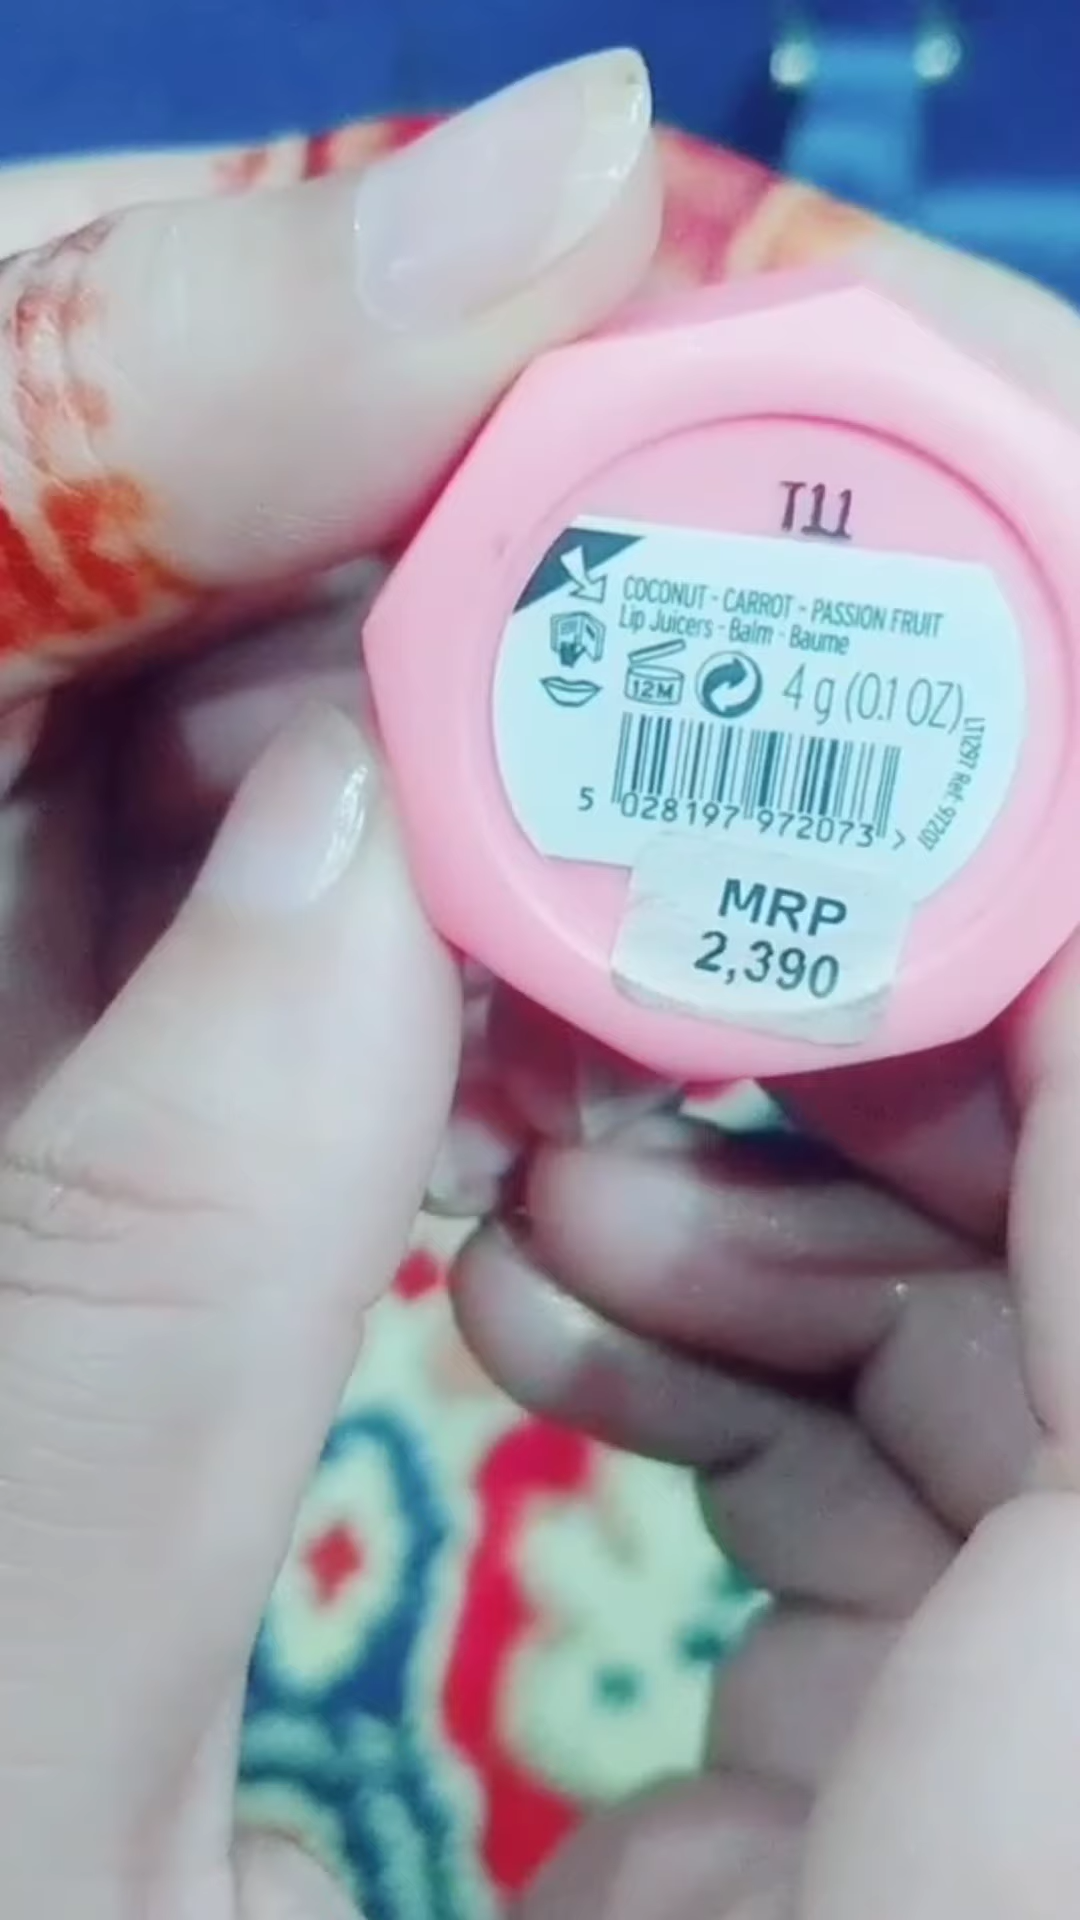 T11
COCONUT - CARROT - PASSION FRUIT
Lip Juicers - Balm - Baume
12M
4 g (0.1 OZ)
LT1297 Ref: 97207
5 028197 972073 >
MRP
2,390